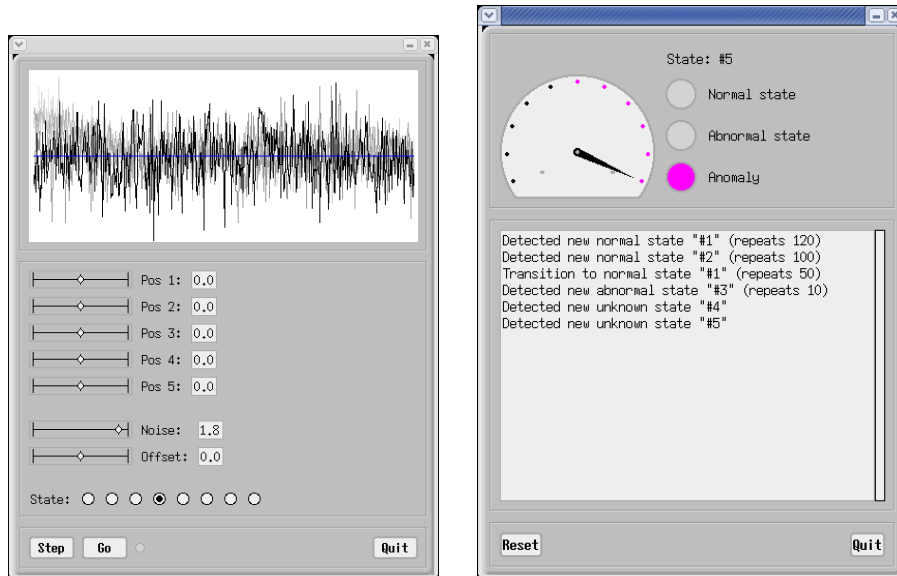 Pos 1: 0.0
Pos 2: 0.0
Pos 3: 0.0
Pos 4: 0.0
Pos 5: 0.0
Noise: 1.8
Offset: 0.0
State:
Step Go Quit
State: #5
Normal state
Abnormal state
Anomaly
Detected new normal state "#1" (repeats 120)
Detected new normal state "#2" (repeats 100)
Transition to normal state "#1" (repeats 50)
Detected new abnormal state "#3" (repeats 10)
Detected new unknown state "#4"
Detected new unknown state "#5"
Reset Quit